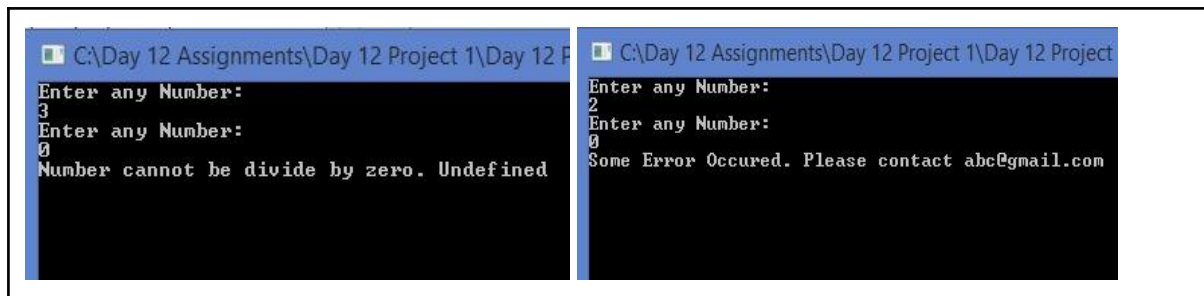 C:\Day 12 Assignments\Day 12 Project 1\Day 12 P
Enter any Number:
3
Enter any Number:
0
Number cannot be divide by zero. Undefined
C:\Day 12 Assignments\Day 12 Project 1\Day 12 Project
Enter any Number:
2
Enter any Number:
0
Some Error Occured. Please contact abc@gmail.com